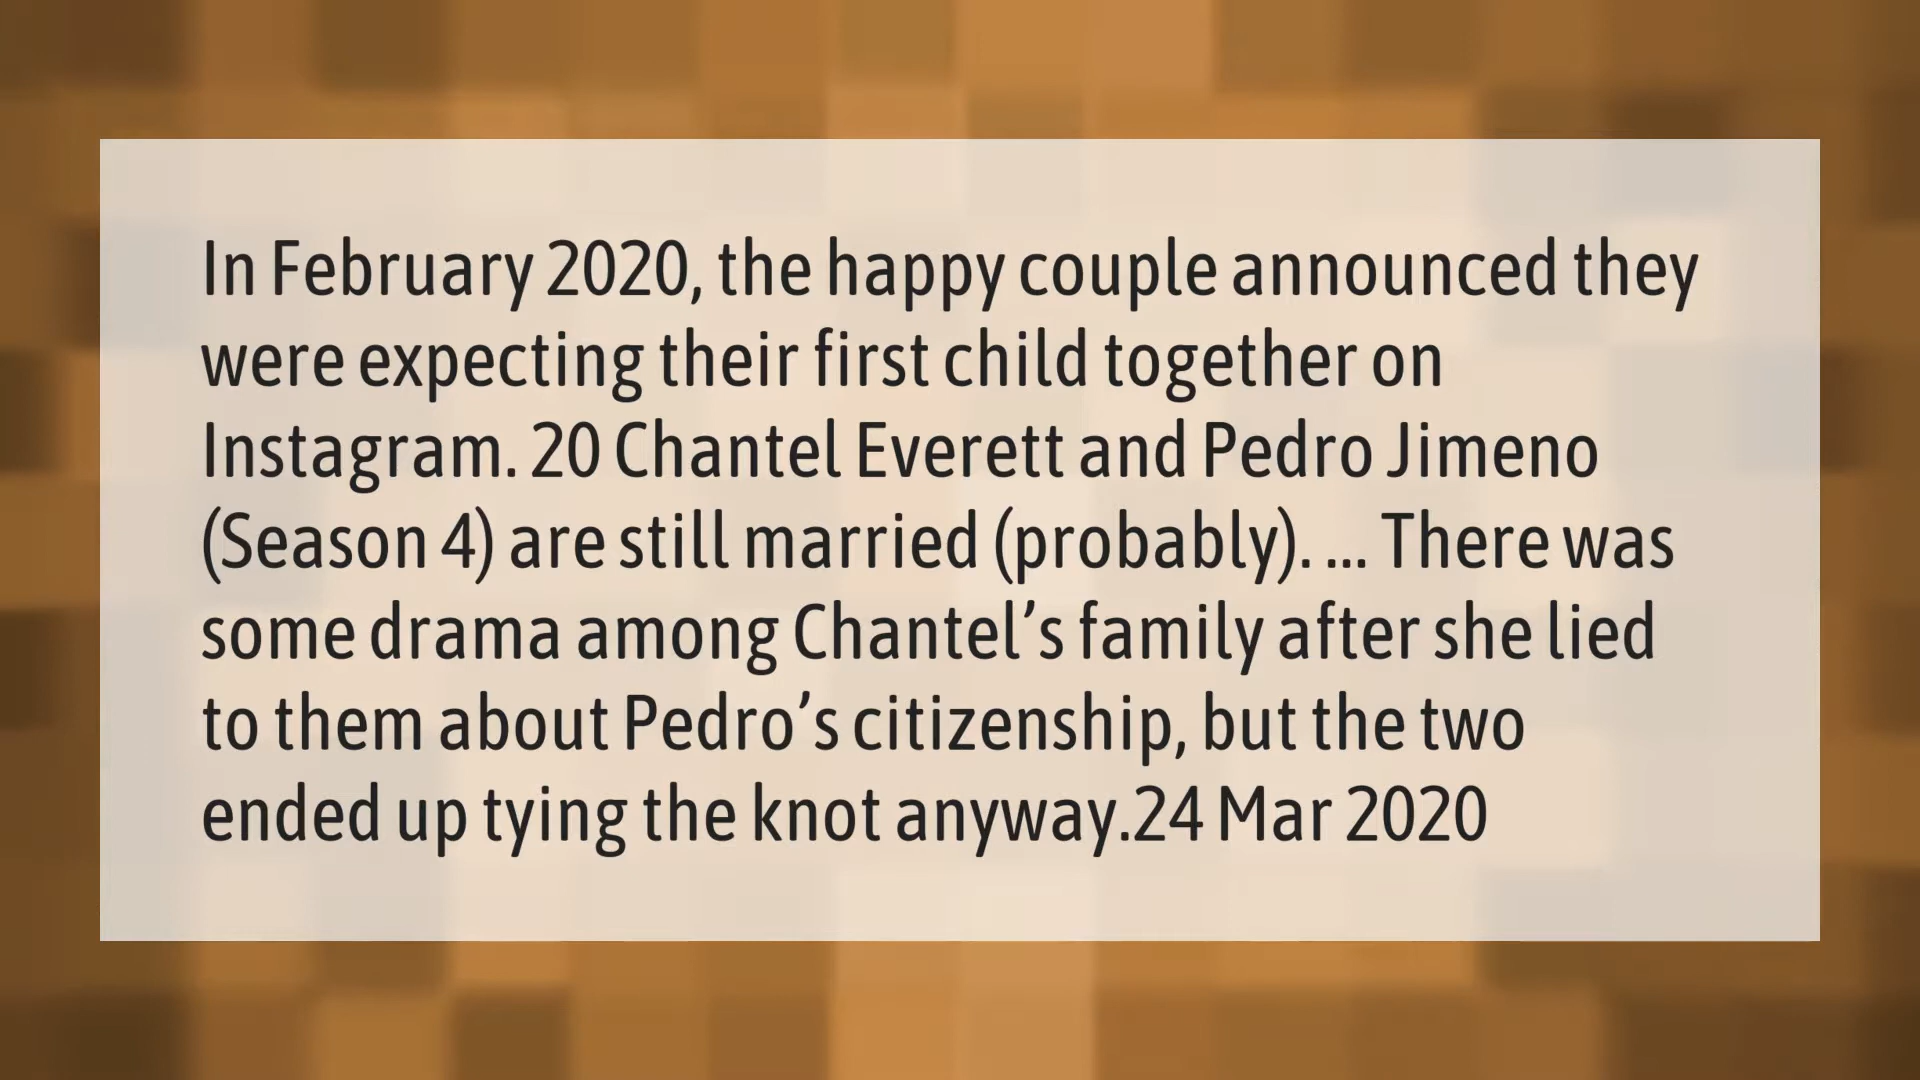 In February 2020, the happy couple announced they
were expecting their first child together on
Instagram. 20 Chantel Everett and Pedro Jimeno
(Season 4) are still married (probably). ... There was
some drama among Chantel’s family after she lied
to them about Pedro’s citizenship, but the two
ended up tying the knot anyway.24 Mar 2020